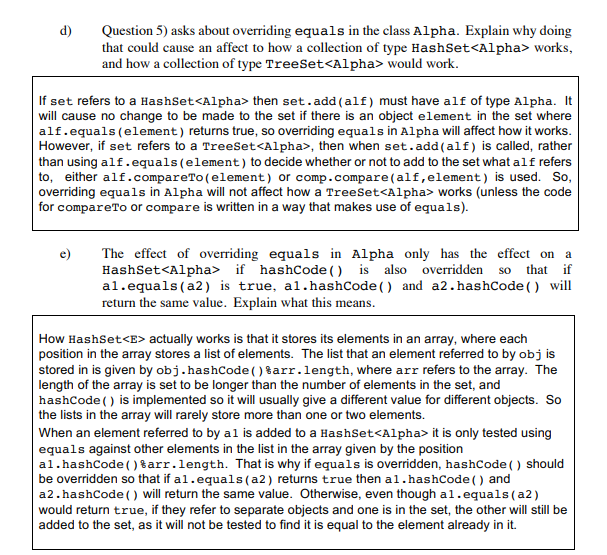 d) Question 5) asks about overriding equals in the class Alpha. Explain why doing
that could cause an affect to how a collection of type HashSet<Alpha> works,
and how a collection of type TreeSet<Alpha> would work.
If set refers to a HashSet<Alpha> then set.add(alf) must have alf of type Alpha. It
will cause no change to be made to the set if there is an object element in the set where
alf.equals(element) returns true, so overriding equals in Alpha will affect how it works.
However, if set refers to a TreeSet<Alpha>, then when set.add(alf) is called, rather
than using alf.equals(element) to decide whether or not to add to the set what alf refers
to, either alf.compareTo(element) or comp.compare(alf,element) is used. So,
overriding equals in Alpha will not affect how a TreeSet<Alpha> works (unless the code
for compareTo or compare is written in a way that makes use of equals).
e) The effect of overriding equals in Alpha only has the effect on a
HashSet<Alpha> if hashCode() is also overridden so that if
a1.equals(a2) is true, a1.hashCode() and a2.hashCode() will
return the same value. Explain what this means.
How HashSet<E> actually works is that it stores its elements in an array, where each
position in the array stores a list of elements. The list that an element referred to by obj is
stored in is given by obj.hashCode()%arr.length, where arr refers to the array. The
length of the array is set to be longer than the number of elements in the set, and
hashCode() is implemented so it will usually give a different value for different objects. So
the lists in the array will rarely store more than one or two elements.
When an element referred to by a1 is added to a HashSet<Alpha> it is only tested using
equals against other elements in the list in the array given by the position
a1.hashCode()%arr.length. That is why if equals is overridden, hashCode() should
be overridden so that if a1.equals(a2) returns true then a1.hashCode() and
a2.hashCode() will return the same value. Otherwise, even though a1.equals(a2)
would return true, if they refer to separate objects and one is in the set, the other will still be
added to the set, as it will not be tested to find it is equal to the element already in it.